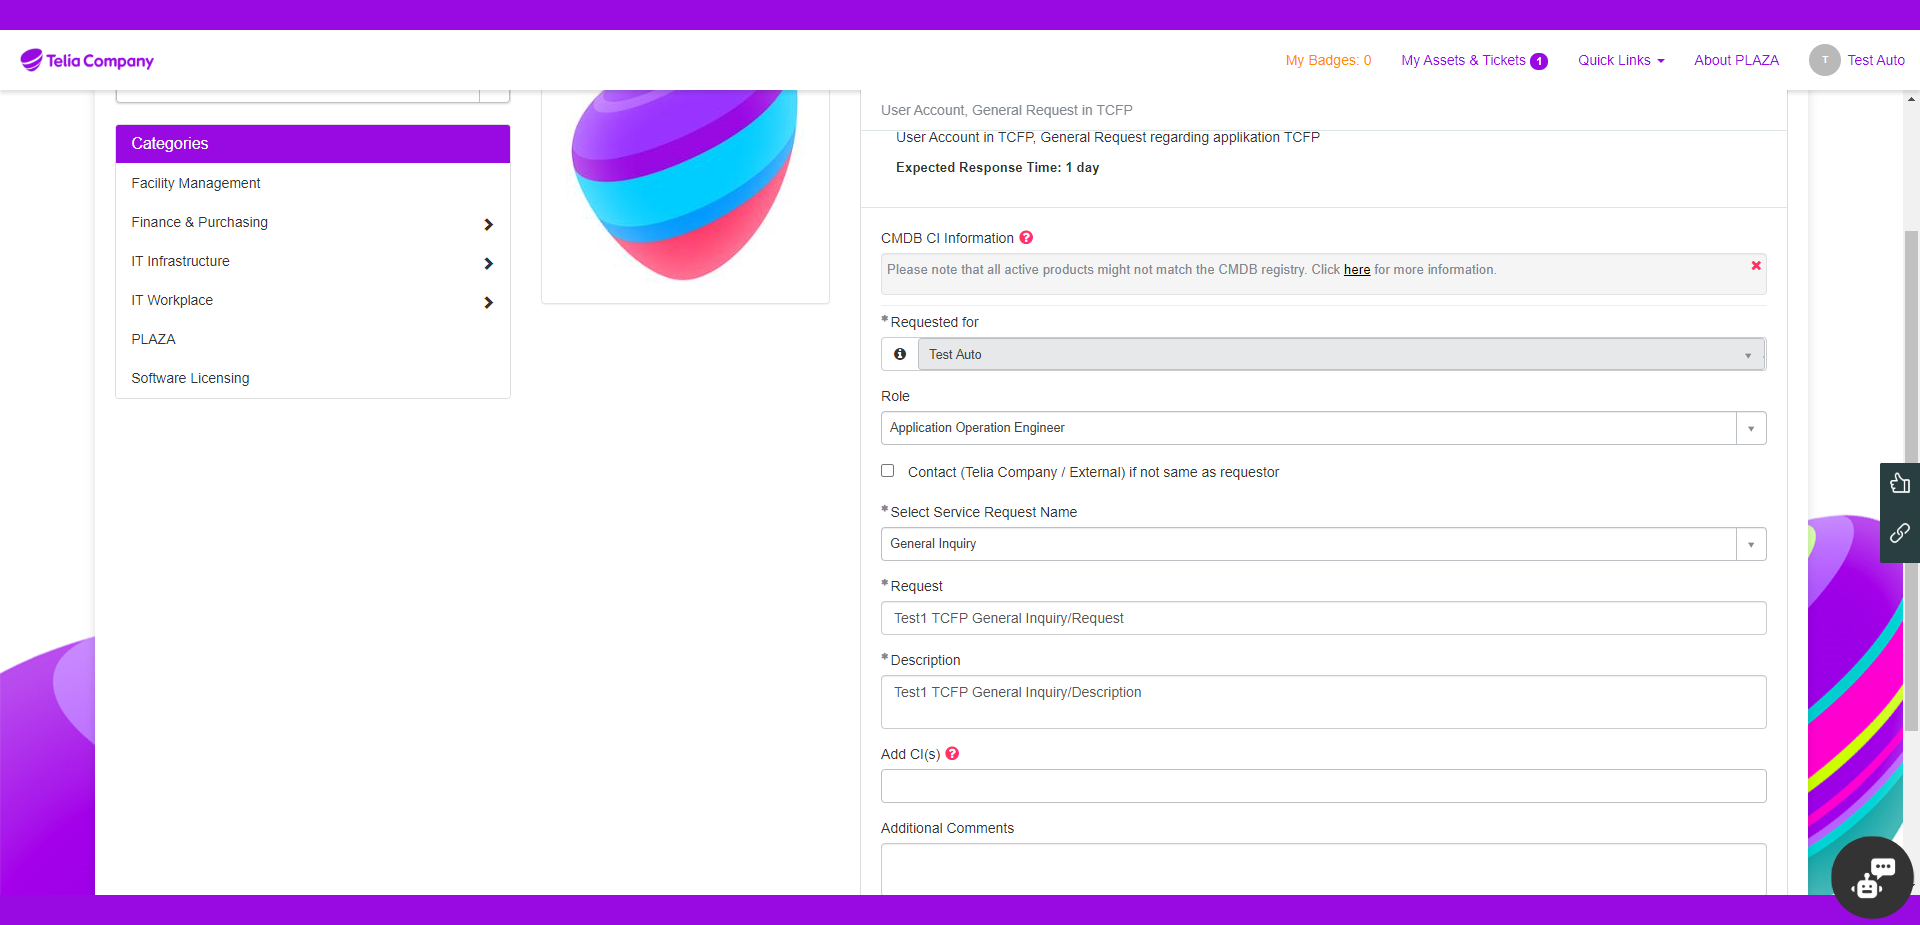 Telia Company
My Badges: 0
My Assets & Tickets 1
Quick Links
About PLAZA
T
Test Auto
Categories
Facility Management
Finance & Purchasing
IT Infrastructure
IT Workplace
PLAZA
Software Licensing
User Account, General Request in TCFP
User Account in TCFP, General Request regarding applikation TCFP
Expected Response Time: 1 day
CMDB CI Information ?
Please note that all active products might not match the CMDB registry. Click here for more information.
* Requested for
Test Auto
Role
Application Operation Engineer
Contact (Telia Company / External) if not same as requestor
* Select Service Request Name
General Inquiry
* Request
Test1 TCFP General Inquiry/Request
* Description
Test1 TCFP General Inquiry/Description
Add CI(s) ?
Additional Comments